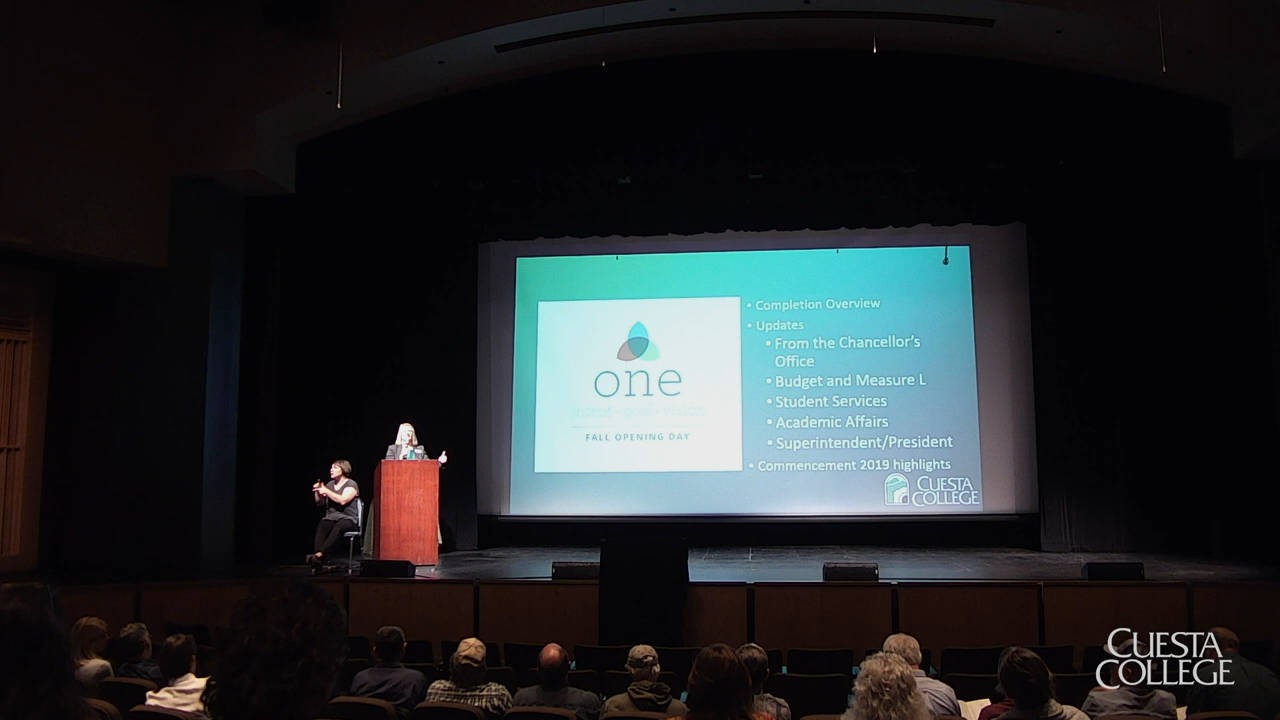 • Completion Overview
• Updates
• From the Chancellor's
Office
• Budget and Measure L
• Student Services
• Academic Affairs
• Superintendent/President
• Commencement 2019 highlights
one
FALL OPENING DAY
CUESTA
COLLEGE
CUESTA
COLLEGE